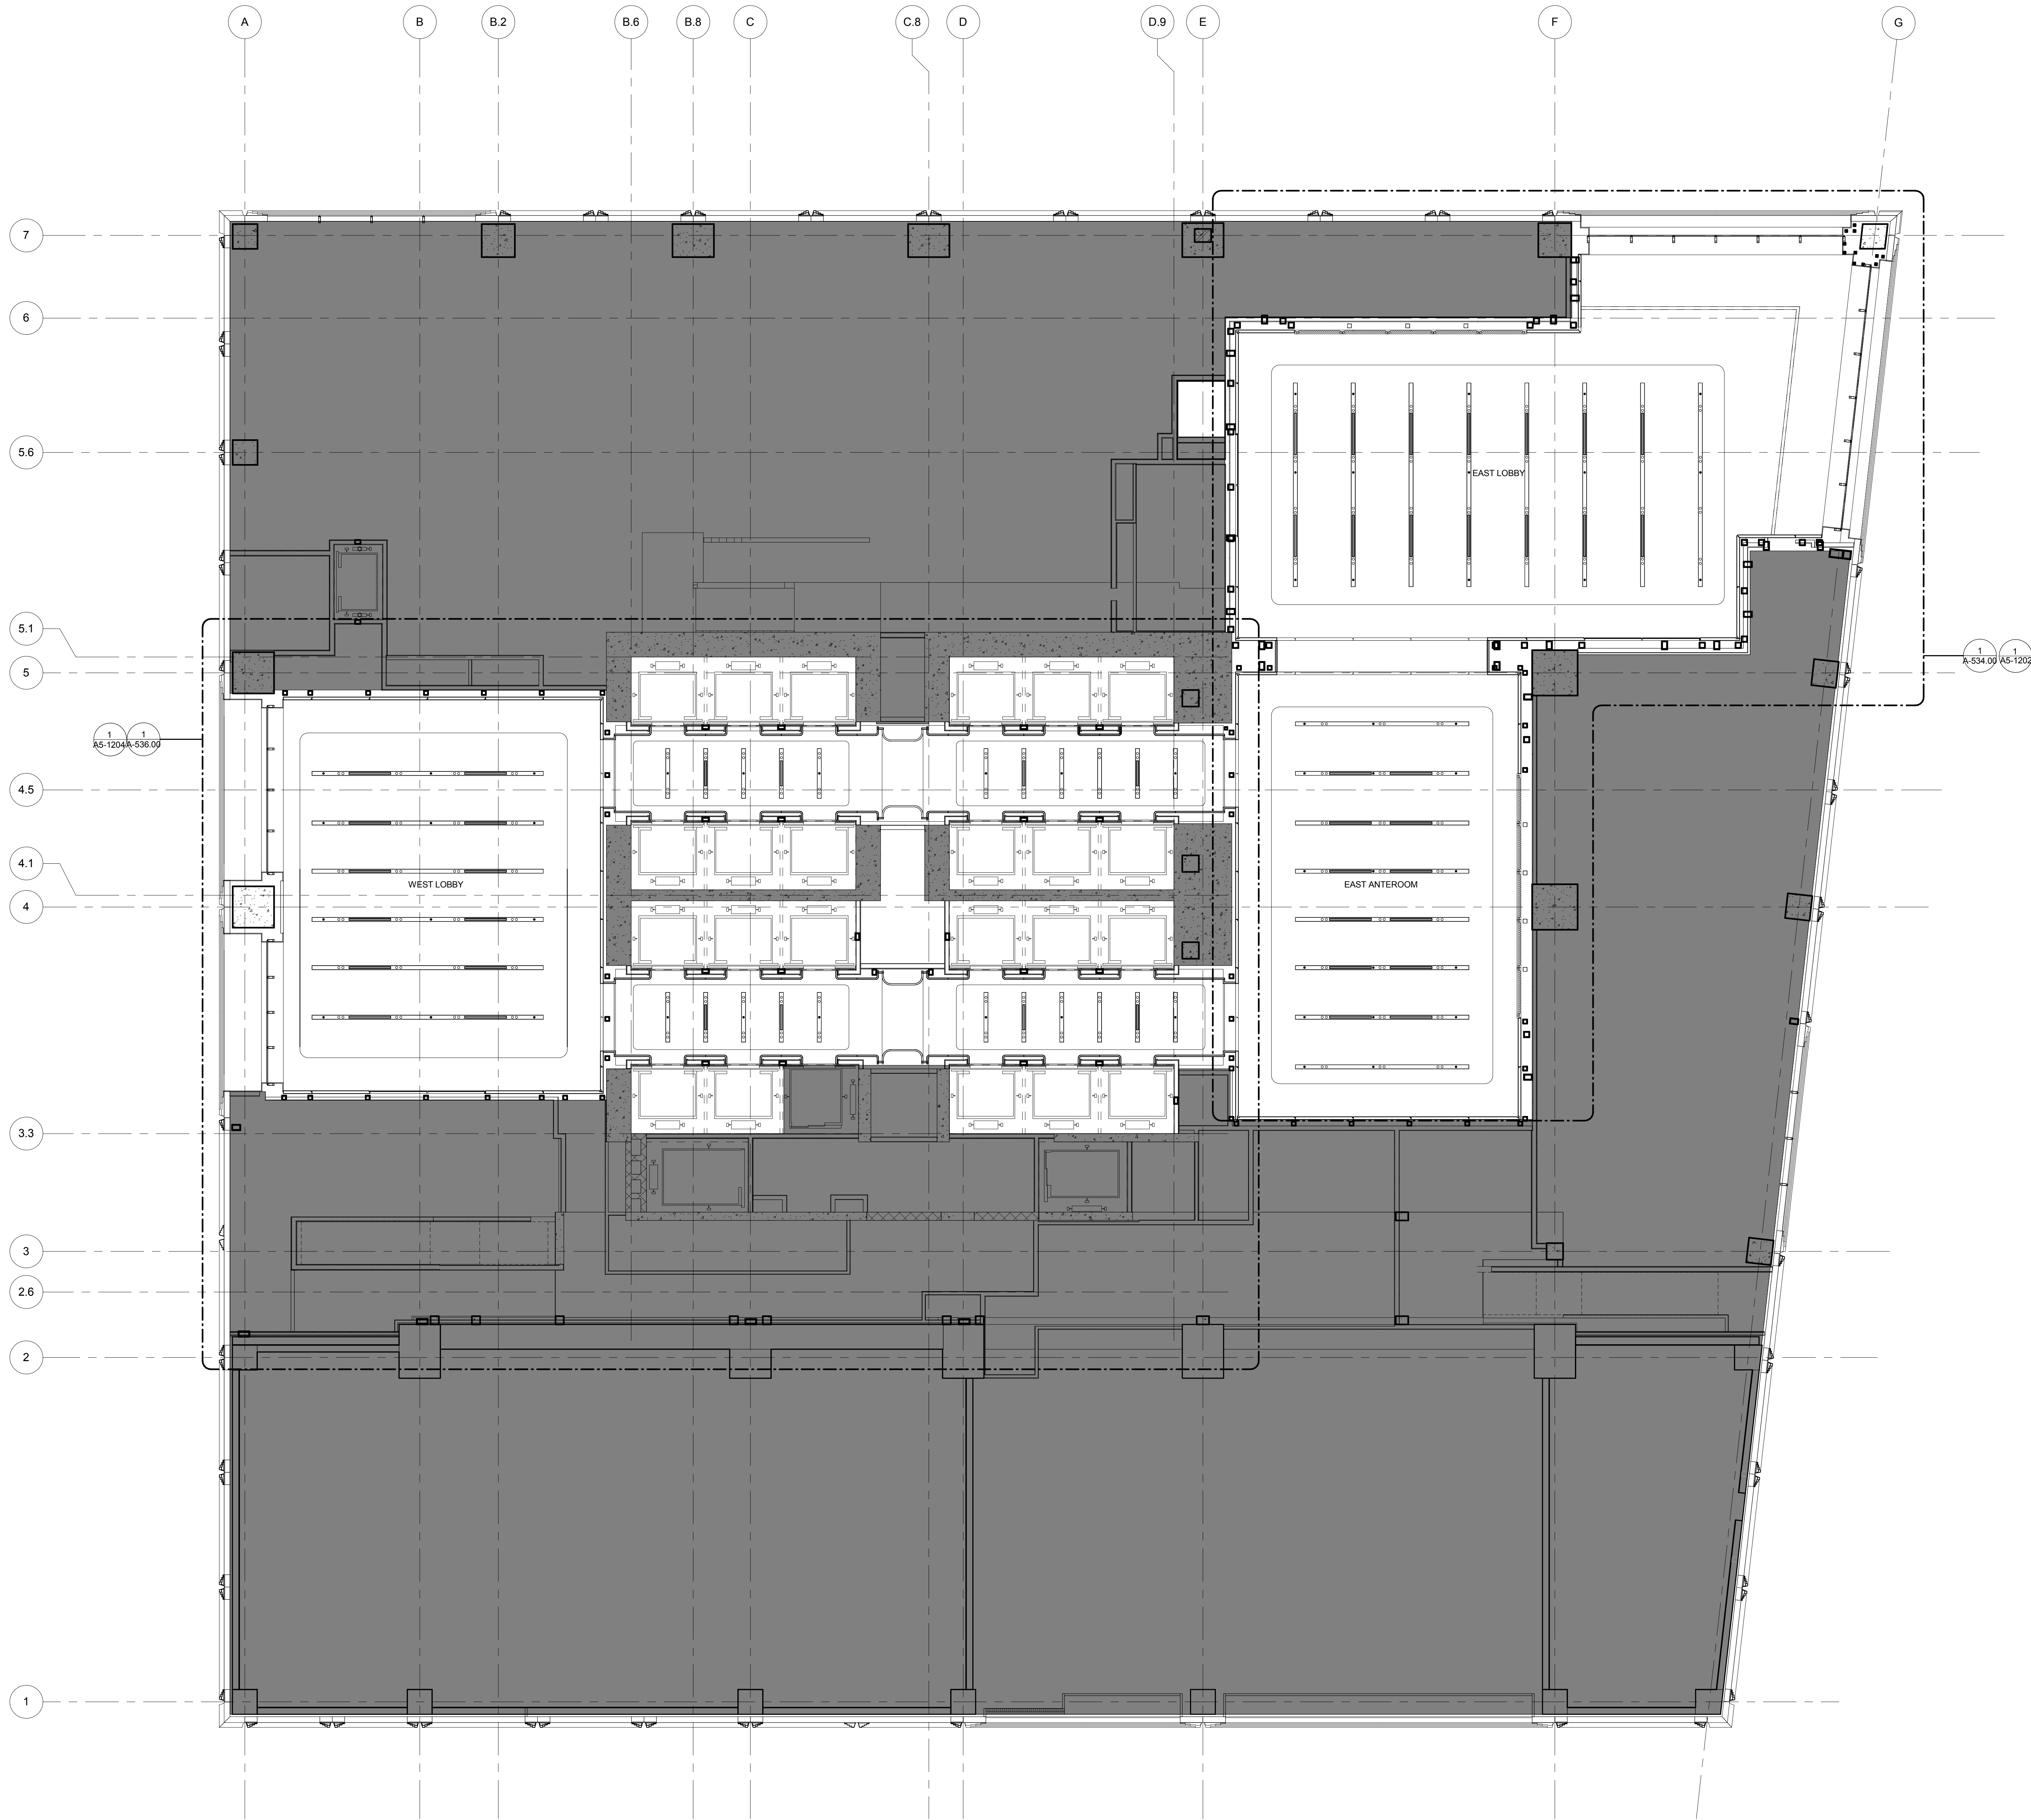 A
B
B.2
B.6
B.8
C
C.8
D
D.9
E
F
G
7
6
5.6
EAST LOBBY
5.1
5
1
A-534.00
1
A5-1202
1
A5-1204
1
A-536.00
4.5
4.1
WEST LOBBY
EAST ANTEROOM
4
3.3
3
2.6
2
1